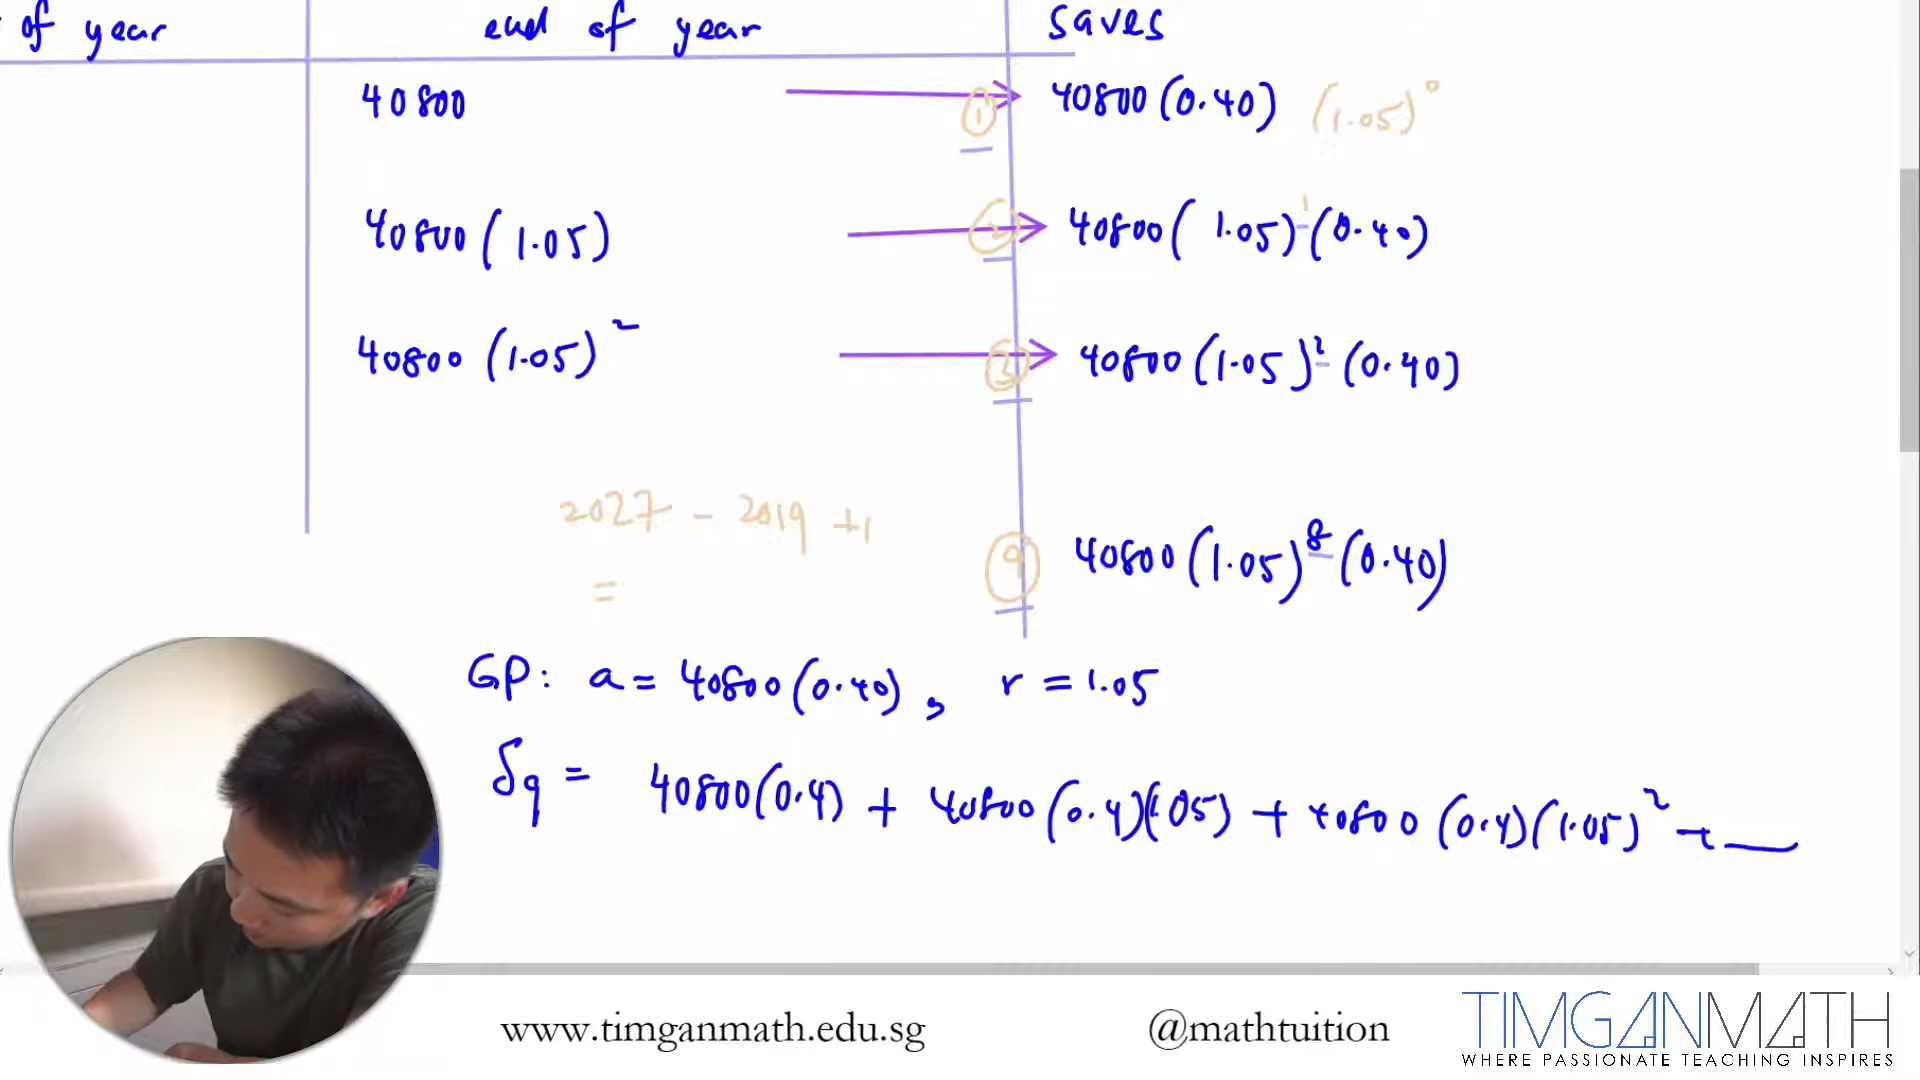 of year end of year saves
40800 ① 40800(0.40) (1.05)⁰
40800(1.05) ② 40800(1.05)¹(0.40)
40800(1.05)² ③ 40800(1.05)²(0.40)
2027 - 2019 +1
= ⑨ 40800(1.05)⁸(0.40)
GP: a = 40800(0.40), r = 1.05
S₉ = 40800(0.4) + 40800(0.4)(1.05) + 40800(0.4)(1.05)² + __
www.timganmath.edu.sg @mathtuition TIMGANMATH
WHERE PASSIONATE TEACHING INSPIRES